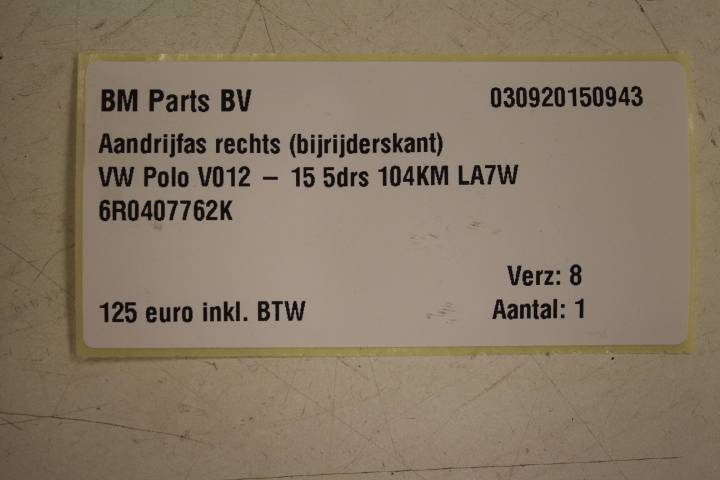 BM Parts BV 030920150943
Aandrijfas rechts (bijrijderskant)
VW Polo V012 – 15 5drs 104KM LA7W
6R0407762K
Verz: 8
125 euro inkl. BTW Aantal: 1